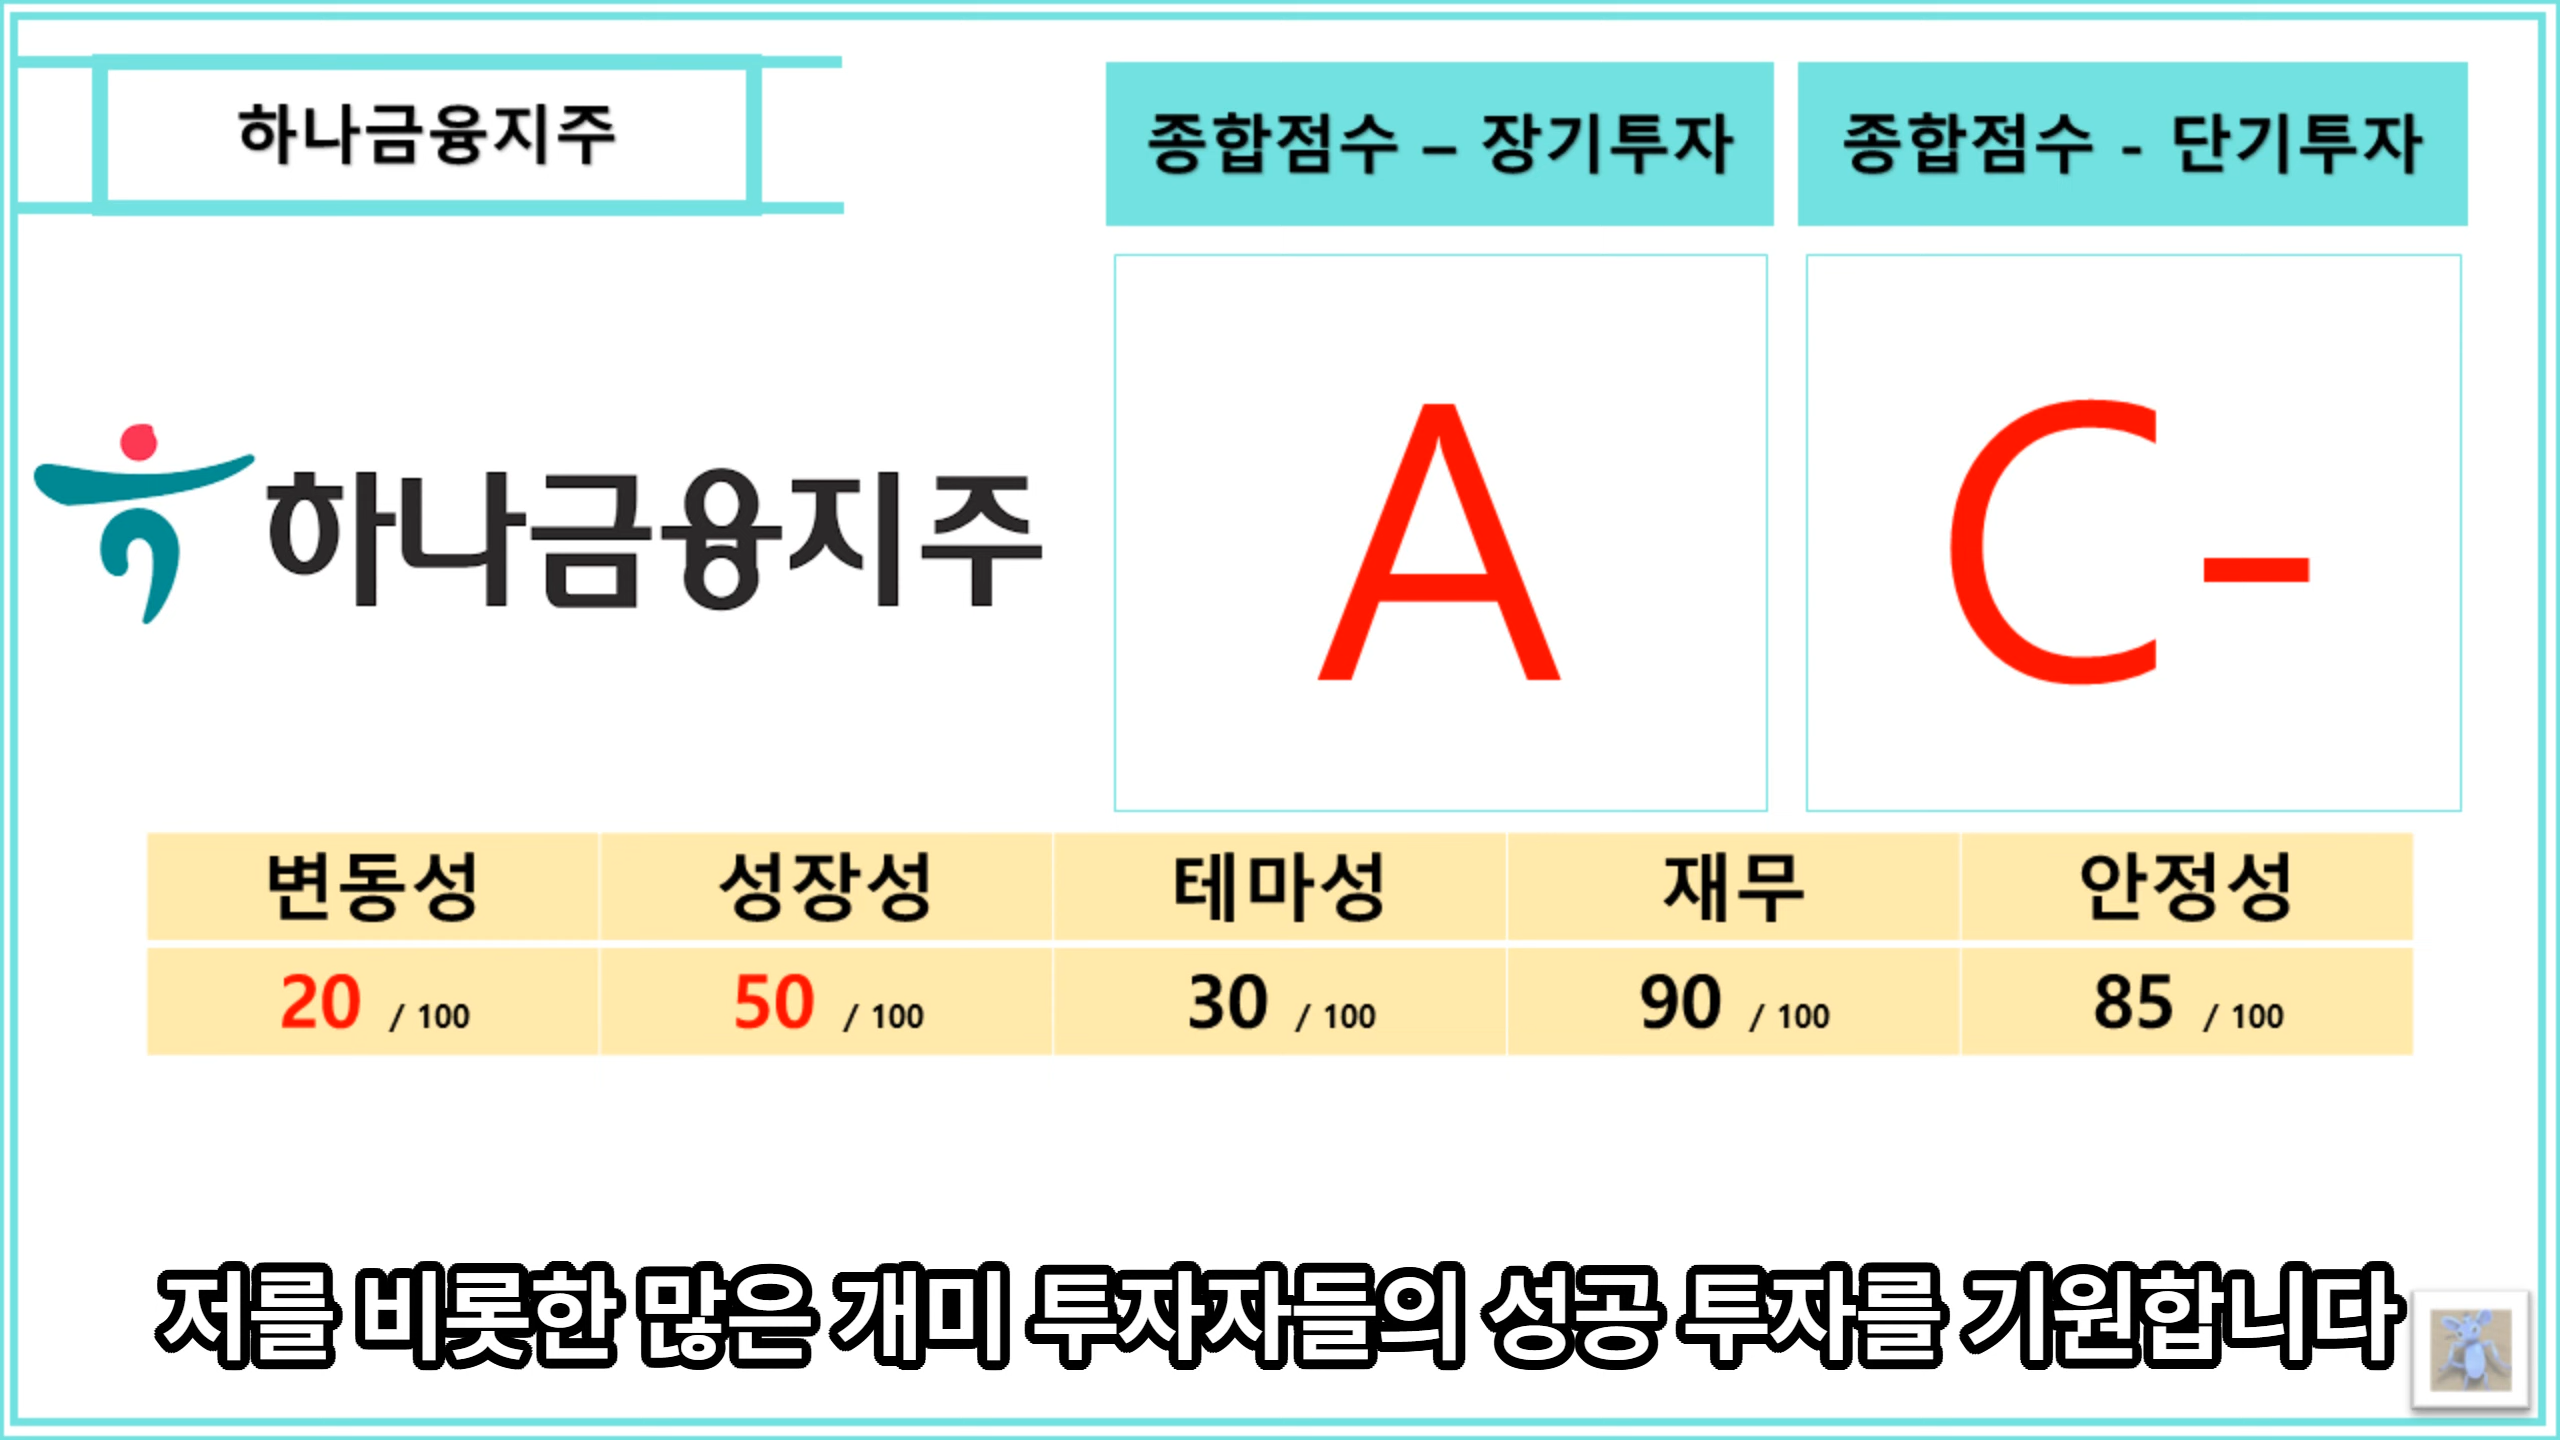 하나금융지주
종합점수 – 장기투자
종합점수 - 단기투자
하나금융지주
A
C-
변동성 성장성 테마성 재무 안정성
20 / 100 50 / 100 30 / 100 90 / 100 85 / 100
저를 비롯한 많은 개미 투자자들의 성공 투자를 기원합니다